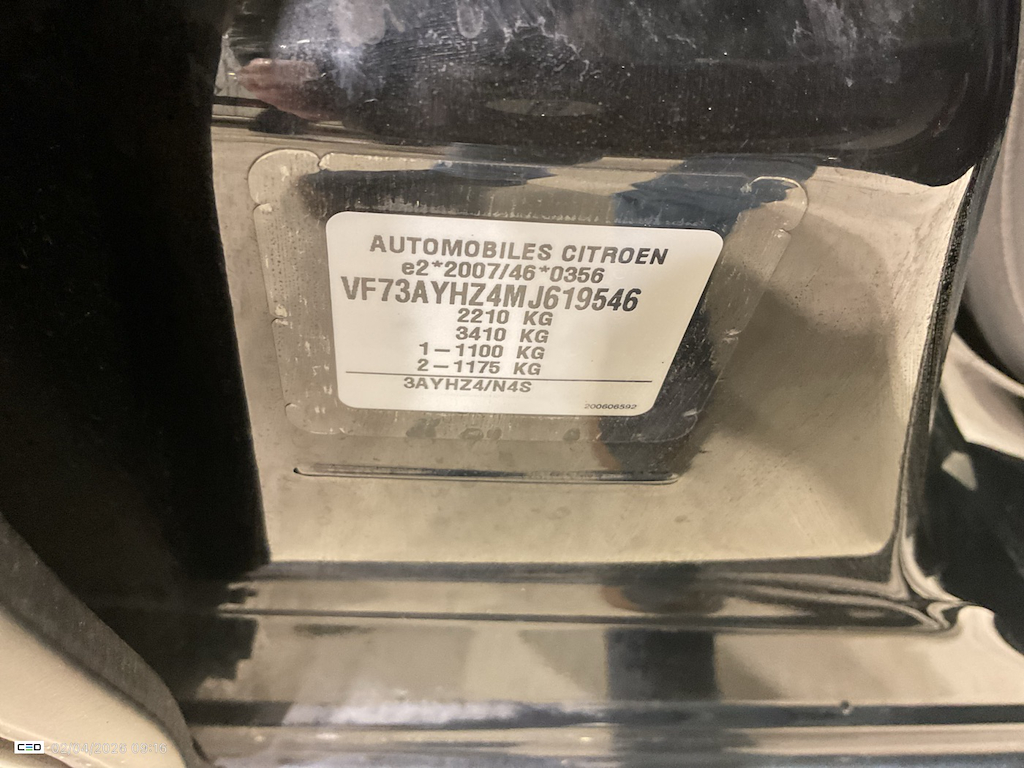 AUTOMOBILES CITROEN
e2*2007/46*0356
VF73AYHZ4MJ619546
2210 KG
3410 KG
1-1100 KG
2-1175 KG
3AYHZ4/N4S
200606592